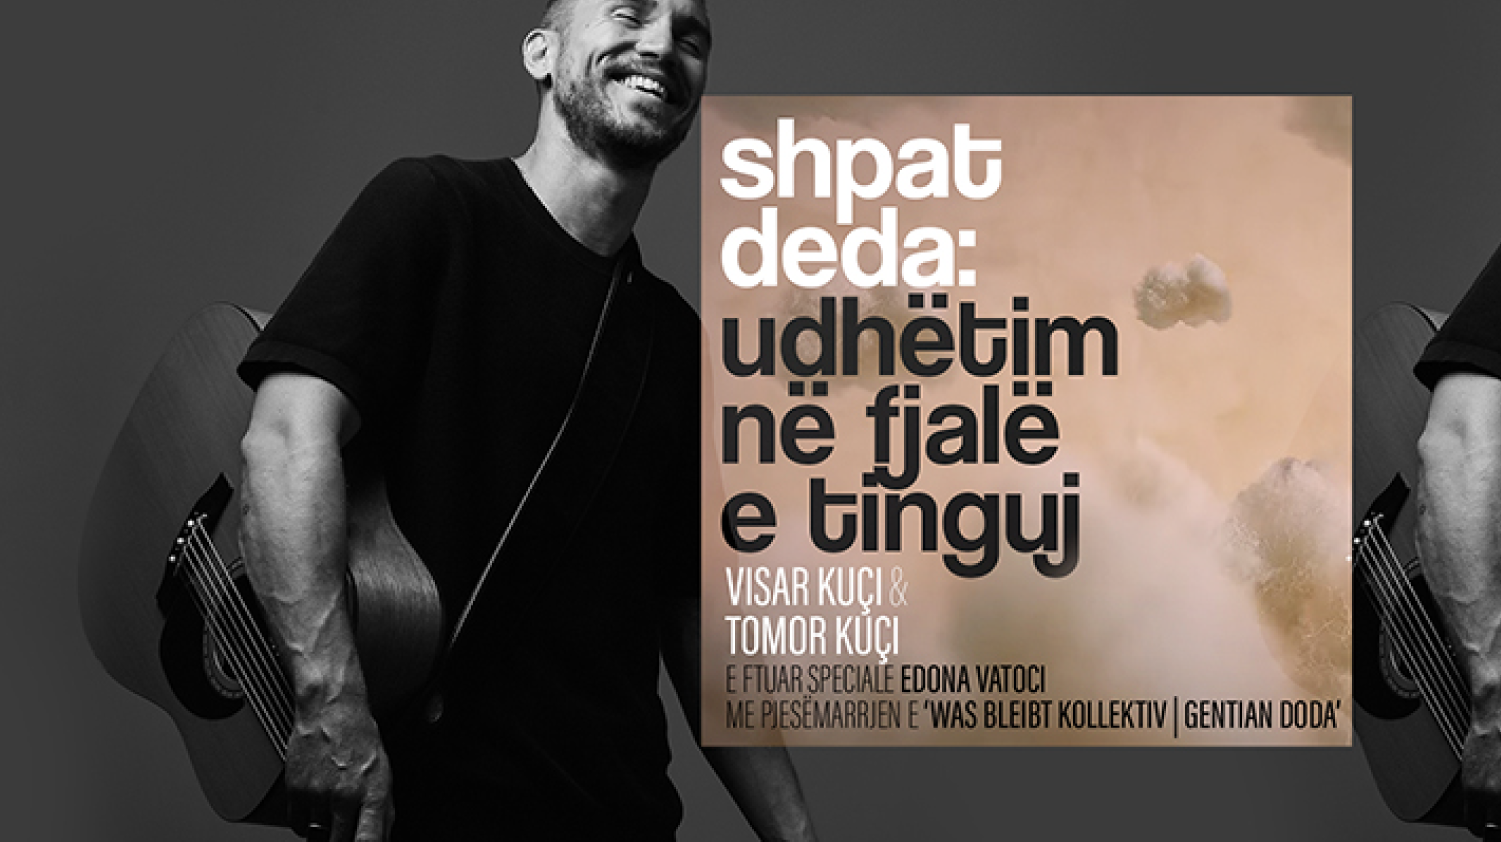 shpat
deda:
udhëtim
në fjalë
e tinguj
VISAR KUÇI &
TOMOR KUÇI
E FTUAR SPECIALE EDONA VATOCI
ME PJESËMARRJEN E ‘WAS BLEIBT KOLLEKTIV | GENTIAN DODA’